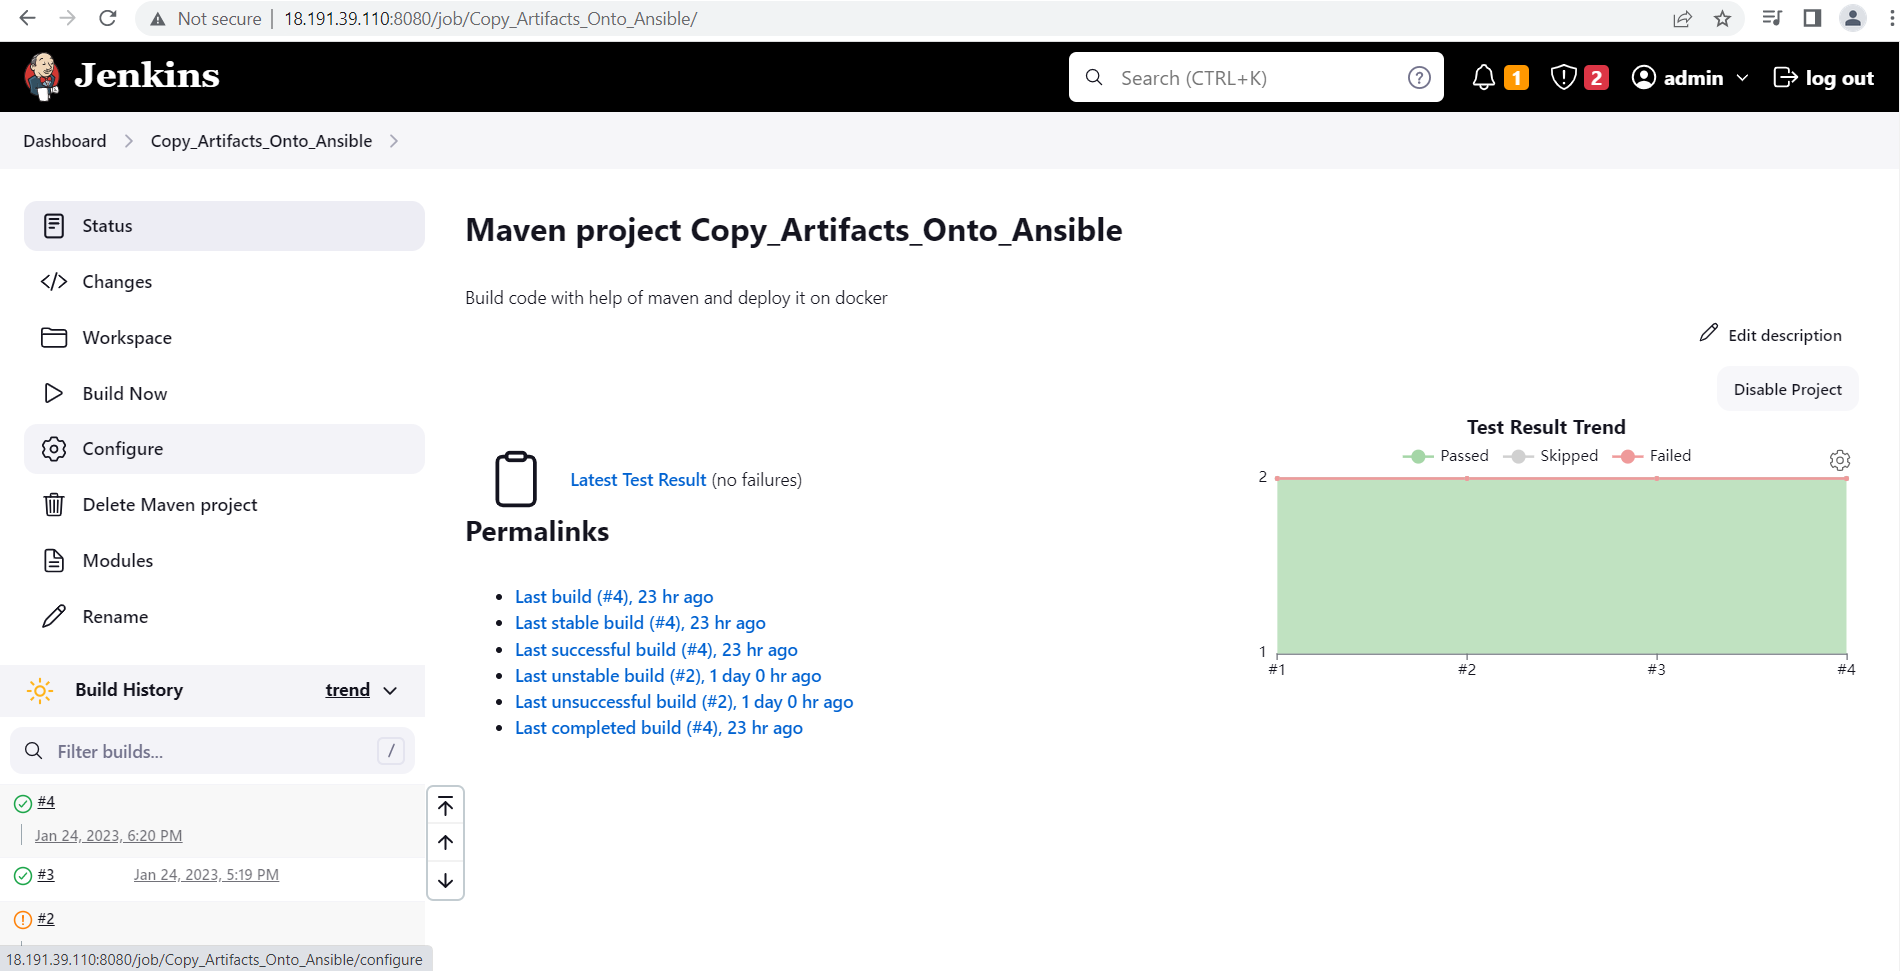 Not secure | 18.191.39.110:8080/job/Copy_Artifacts_Onto_Ansible/
Jenkins
Search (CTRL+K)
?
1
2
admin
log out
Dashboard
Copy_Artifacts_Onto_Ansible
Status
Changes
Workspace
Build Now
Configure
Delete Maven project
Modules
Rename
Build History
trend
Filter builds...
/
#4
Jan 24, 2023, 6:20 PM
#3
Jan 24, 2023, 5:19 PM
#2
18.191.39.110:8080/job/Copy_Artifacts_Onto_Ansible/configure
Maven project Copy_Artifacts_Onto_Ansible
Build code with help of maven and deploy it on docker
Edit description
Disable Project
Latest Test Result (no failures)
Permalinks
Last build (#4), 23 hr ago
Last stable build (#4), 23 hr ago
Last successful build (#4), 23 hr ago
Last unstable build (#2), 1 day 0 hr ago
Last unsuccessful build (#2), 1 day 0 hr ago
Last completed build (#4), 23 hr ago
Test Result Trend
Passed Skipped Failed
2
1
#1 #2 #3 #4